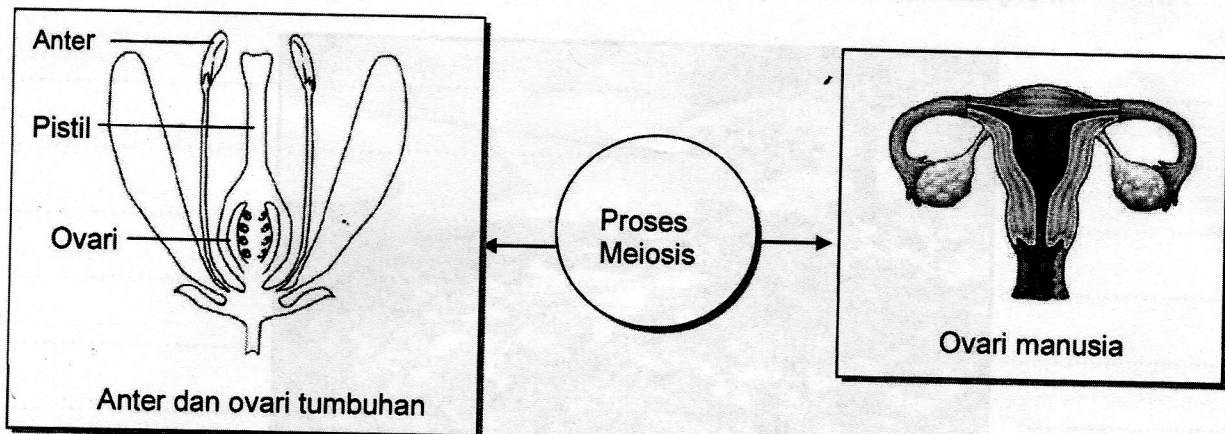 Anter
Pistil
Ovari
Anter dan ovari tumbuhan
Proses
Meiosis
Ovari manusia